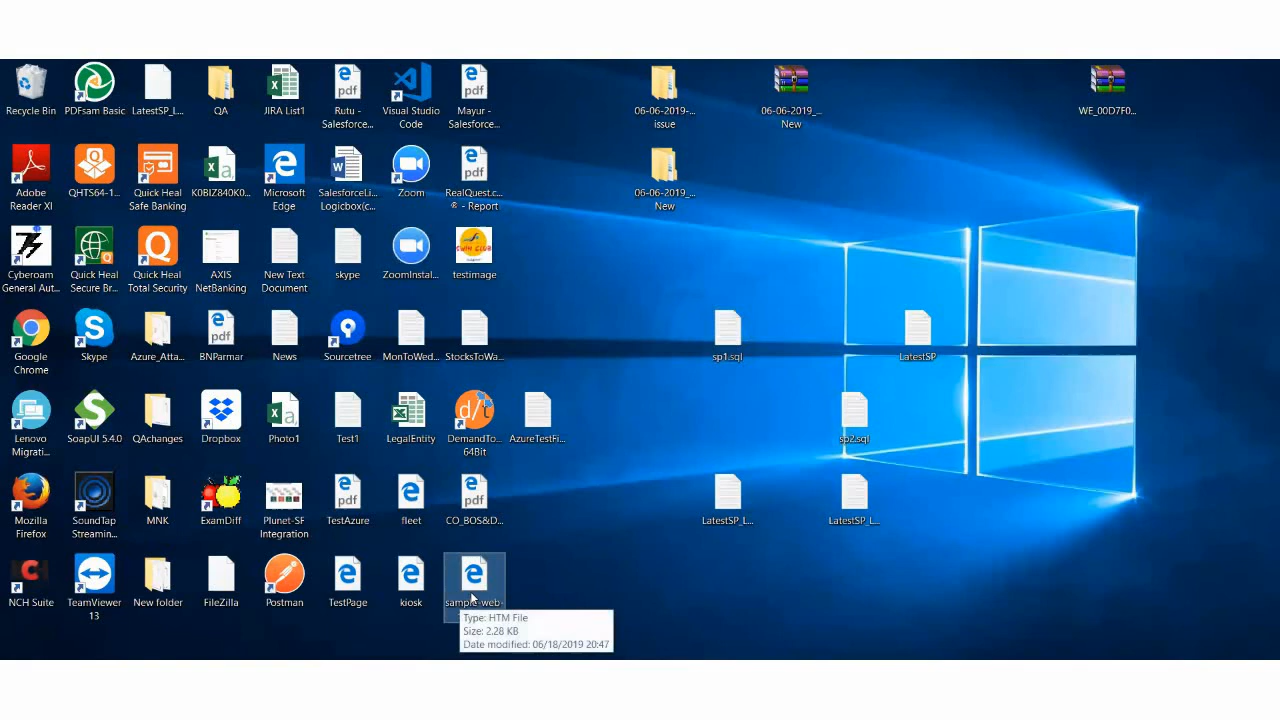 Recycle Bin
PDFsam Basic
LatestSP_L...
QA
JIRA List1
Rutu -
Salesforce...
Visual Studio
Code
Mayur -
Salesforce...
06-06-2019-
issue
06-06-2019_...
New
WE_00D7F0...
Adobe
Reader XI
QHTS64-1...
Quick Heal
Safe Banking
K0BIZ840K0...
Microsoft
Edge
SalesforceLi...
Logicbox(c...
Zoom
RealQuest.c...
® - Report
06-06-2019_...
New
Cyberoam
General Aut...
Quick Heal
Secure Br...
Quick Heal
Total Security
AXIS
NetBanking
New Text
Document
skype
ZoomInstal...
testimage
Google
Chrome
Skype
Azure_Atta...
BNParmar
News
Sourcetree
MonToWed...
StocksToWa...
sp1.sql
LatestSP
Lenovo
Migrati...
SoapUI 5.4.0
QAchanges
Dropbox
Photo1
Test1
LegalEntity
DemandTo...
64Bit
AzureTestFi...
sp2.sql
Mozilla
Firefox
SoundTap
Streamin...
MNK
ExamDiff
Plunet-SF
Integration
TestAzure
fleet
CO_BOS&D...
LatestSP_L...
LatestSP_L...
NCH Suite
TeamViewer
13
New folder
FileZilla
Postman
TestPage
kiosk
sample-web-
Type: HTM File
Size: 2.28 KB
Date modified: 06/18/2019 20:47